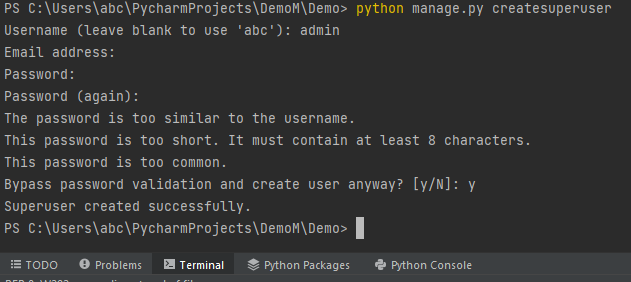 PS C:\Users\abc\PycharmProjects\DemoM\Demo> python manage.py createsuperuser
Username (leave blank to use 'abc'): admin
Email address:
Password:
Password (again):
The password is too similar to the username.
This password is too short. It must contain at least 8 characters.
This password is too common.
Bypass password validation and create user anyway? [y/N]: y
Superuser created successfully.
PS C:\Users\abc\PycharmProjects\DemoM\Demo>
TODO Problems Terminal Python Packages Python Console